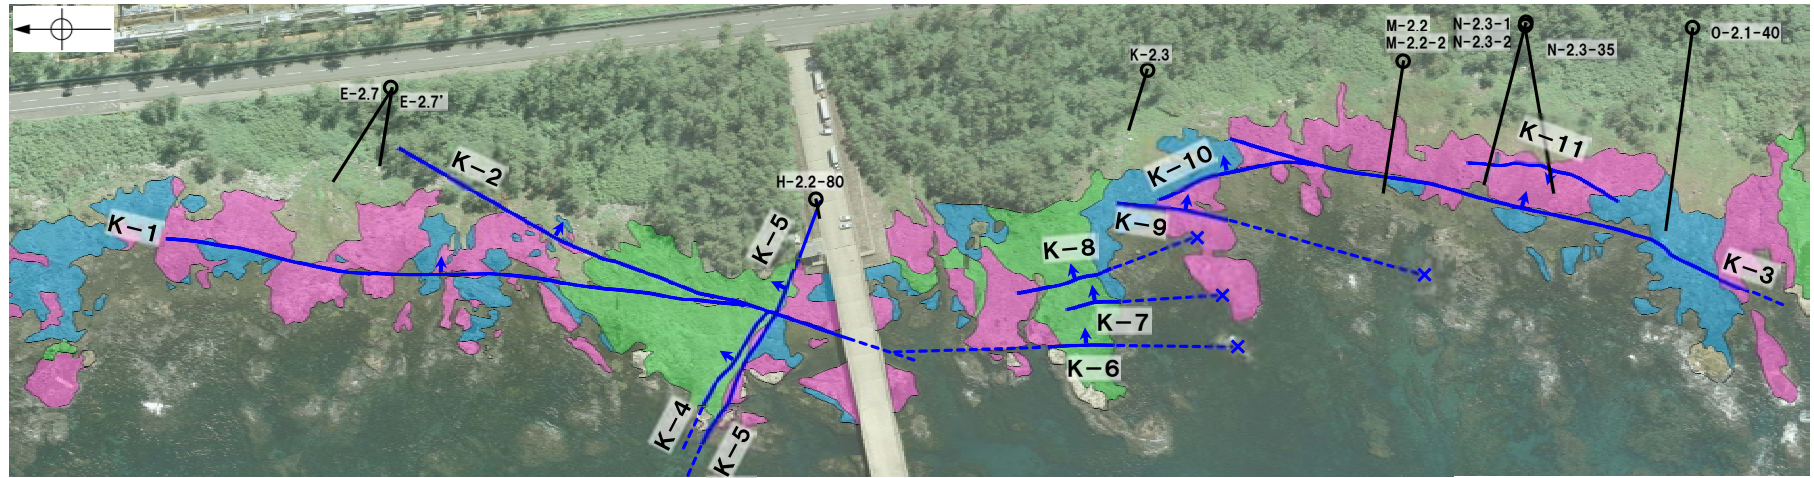 E-2.7
E-2.7'
K-2.3
M-2.2
M-2.2-2
N-2.3-1
N-2.3-2
N-2.3-35
O-2.1-40
H-2.2-80
K-1
K-2
K-5
K-4
K-5
K-8
K-7
K-6
K-9
K-10
K-11
K-3